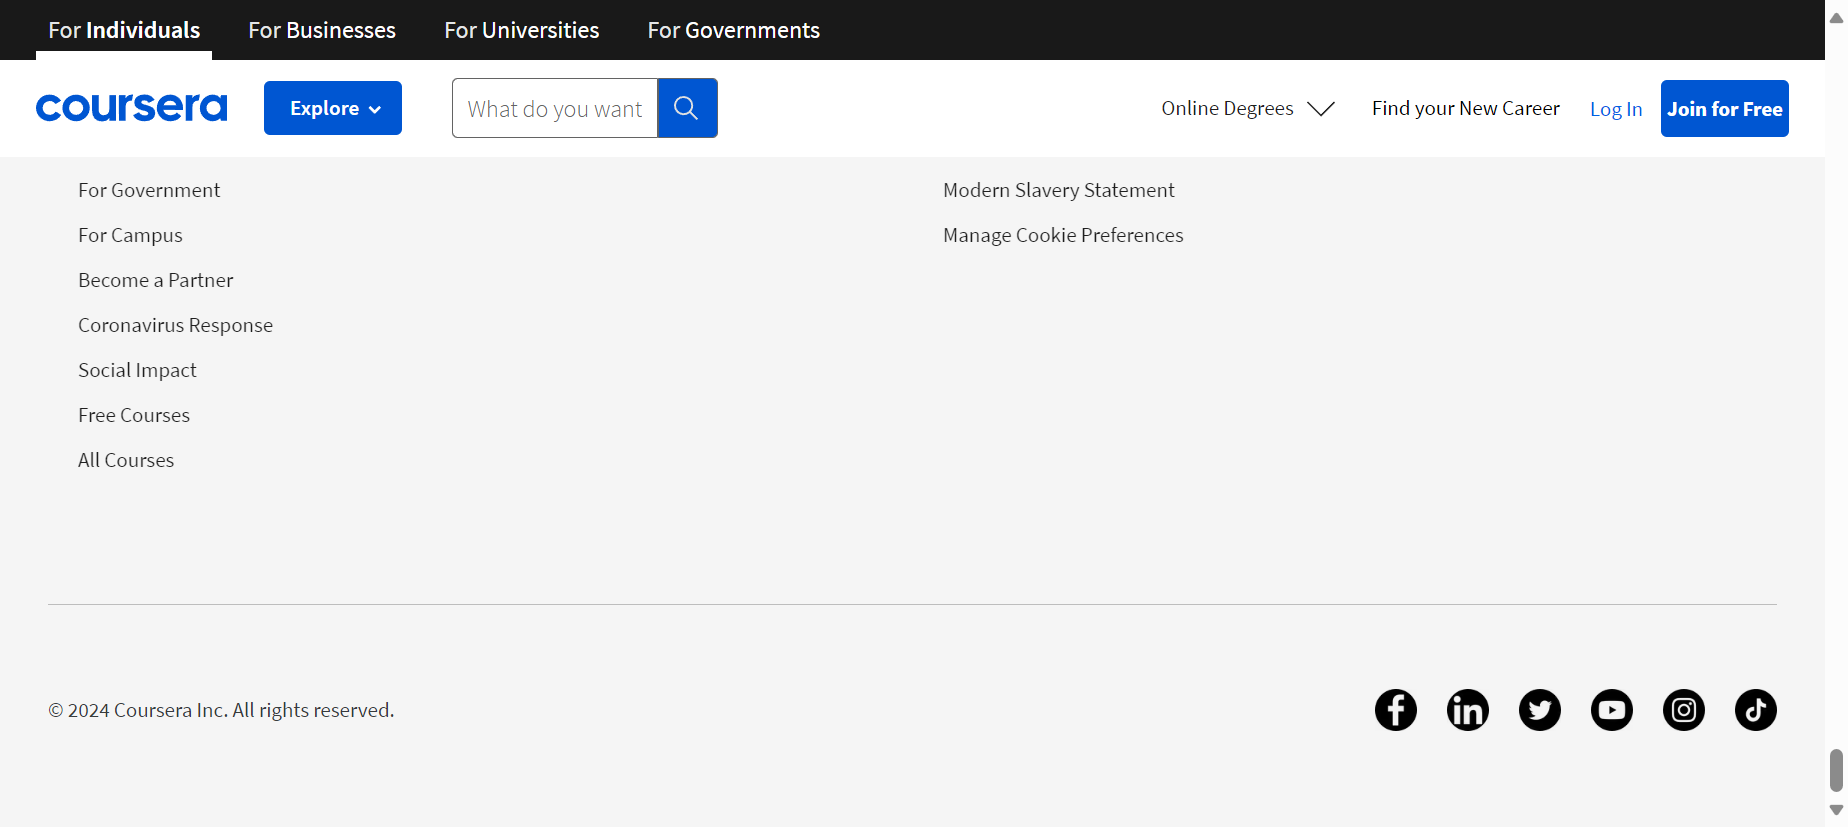 For Individuals For Businesses For Universities For Governments
coursera Explore What do you want Online Degrees Find your New Career Log In Join for Free
For Government
For Campus
Become a Partner
Coronavirus Response
Social Impact
Free Courses
All Courses
Modern Slavery Statement
Manage Cookie Preferences
© 2024 Coursera Inc. All rights reserved.